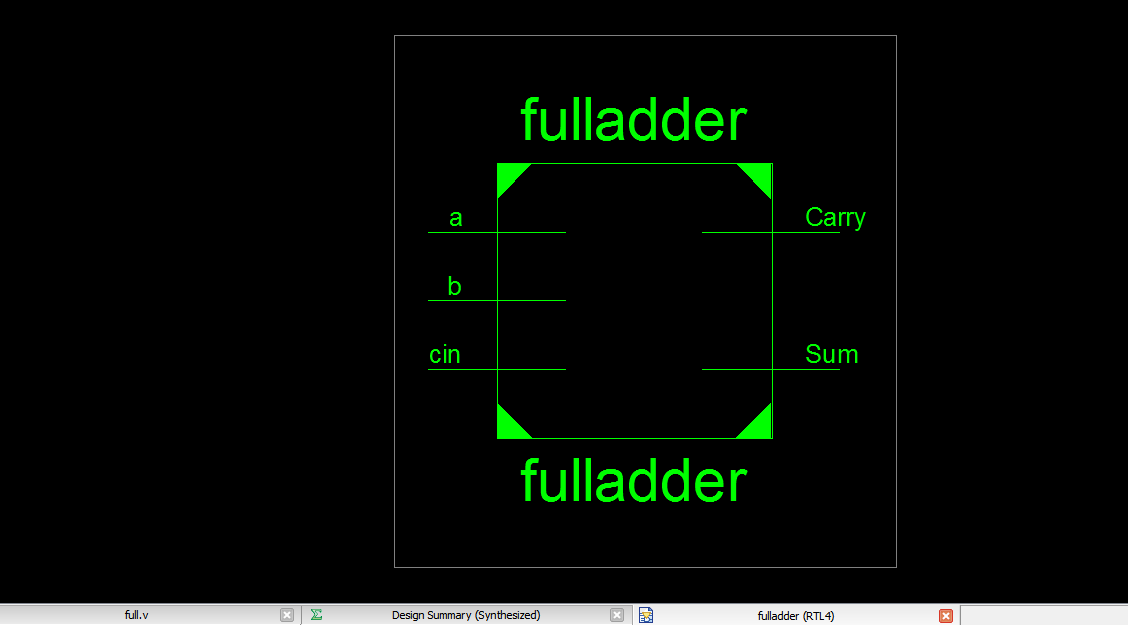 fulladder
a
Carry
b
cin
Sum
fulladder
full.v
Design Summary (Synthesized)
fulladder (RTL4)